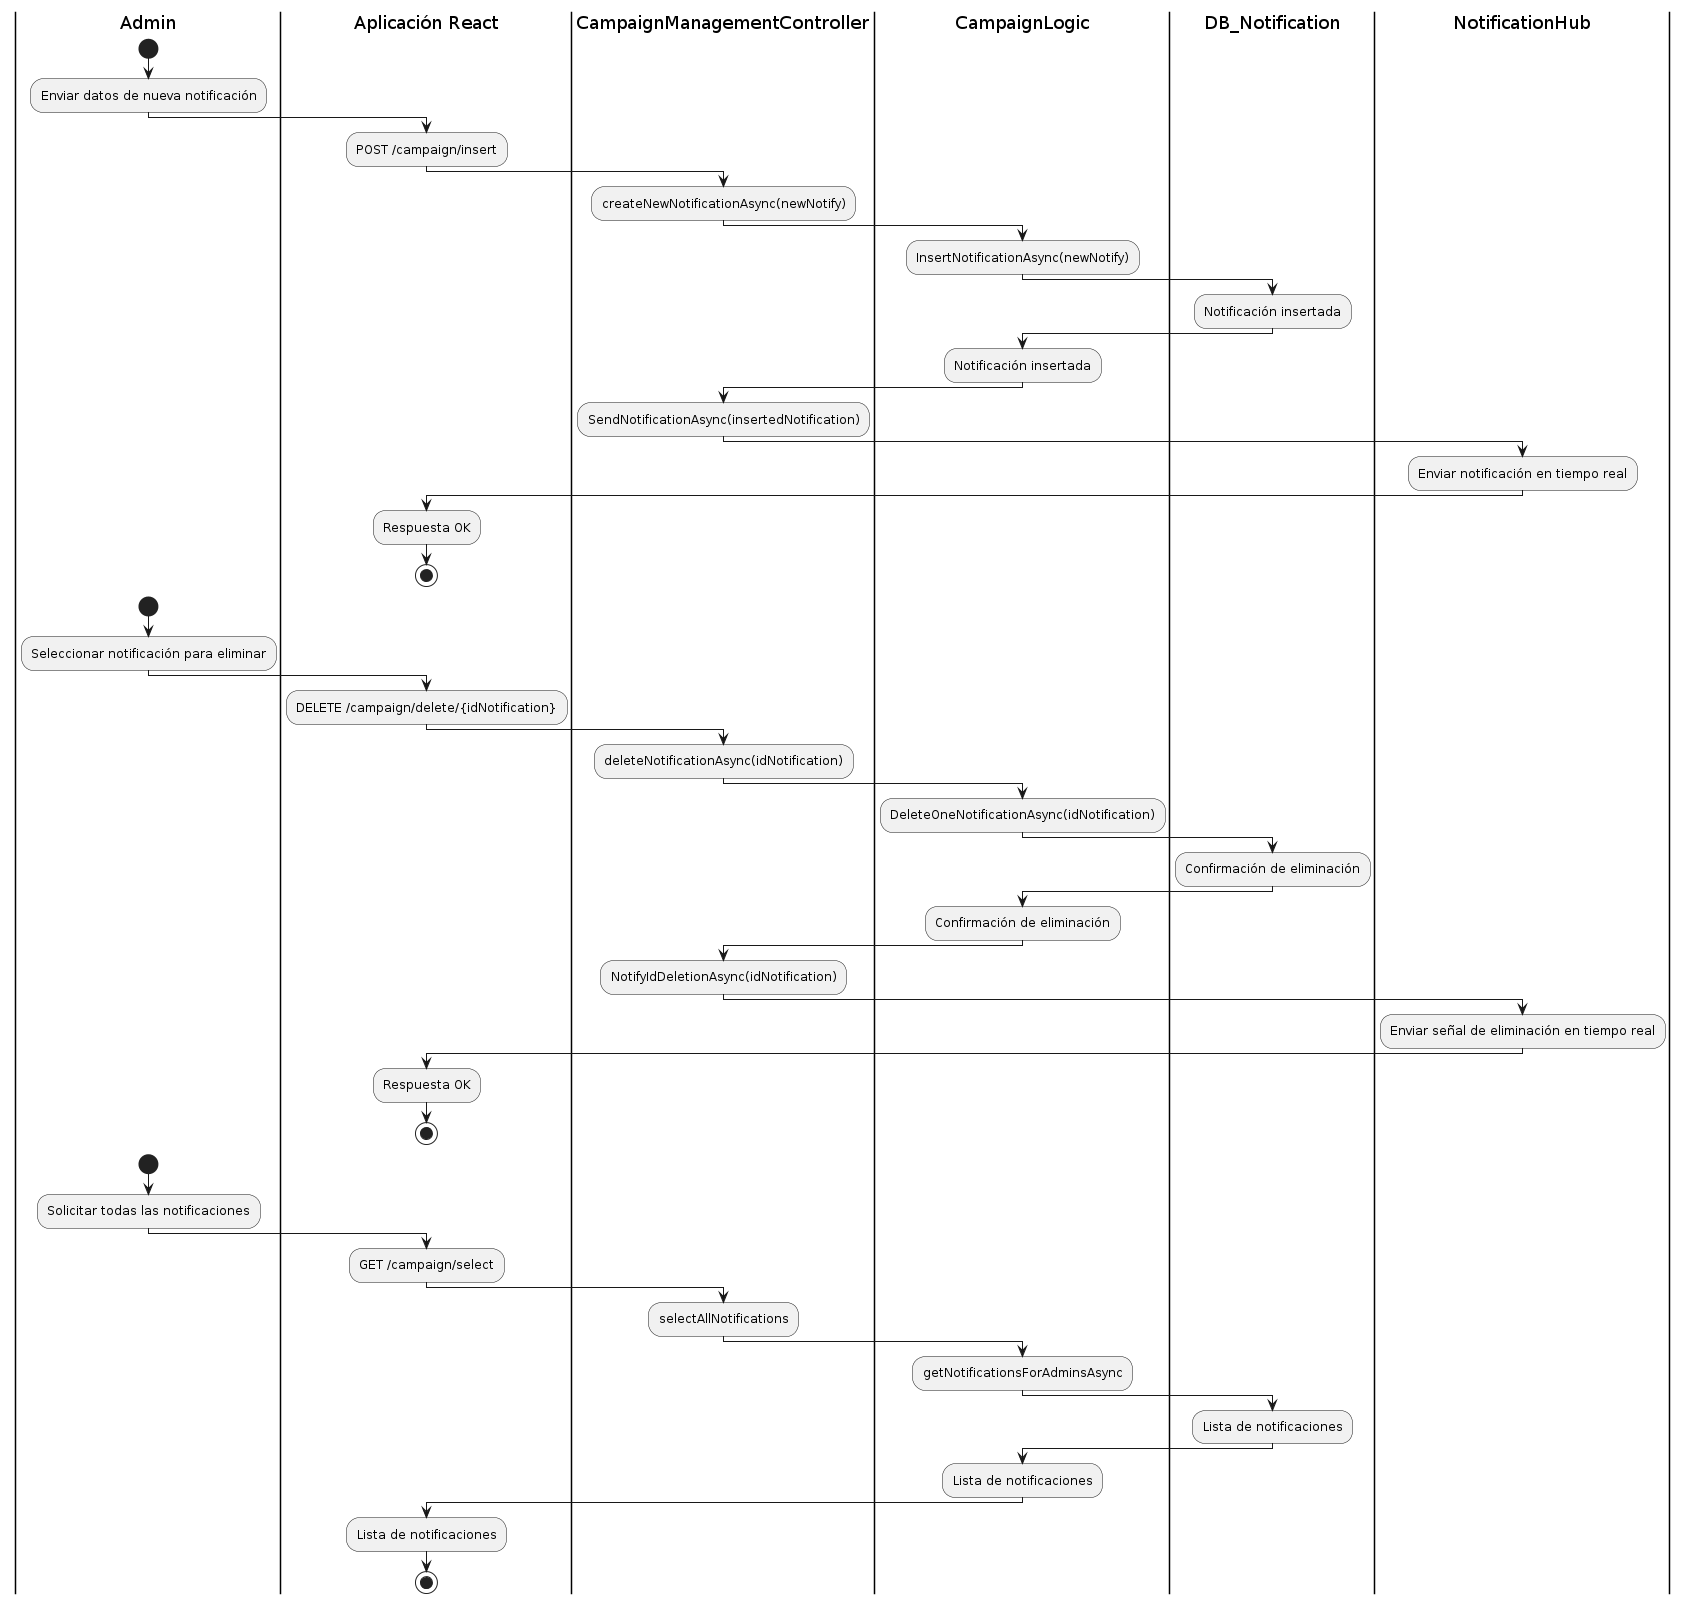 Admin
Aplicación React
CampaignManagementController
CampaignLogic
DB_Notification
NotificationHub
Enviar datos de nueva notificación
POST /campaign/insert
createNewNotificationAsync(newNotify)
InsertNotificationAsync(newNotify)
Notificación insertada
Notificación insertada
SendNotificationAsync(insertedNotification)
Enviar notificación en tiempo real
Respuesta OK
Seleccionar notificación para eliminar
DELETE /campaign/delete/{idNotification}
deleteNotificationAsync(idNotification)
DeleteOneNotificationAsync(idNotification)
Confirmación de eliminación
Confirmación de eliminación
NotifyIdDeletionAsync(idNotification)
Enviar señal de eliminación en tiempo real
Respuesta OK
Solicitar todas las notificaciones
GET /campaign/select
selectAllNotifications
getNotificationsForAdminsAsync
Lista de notificaciones
Lista de notificaciones
Lista de notificaciones